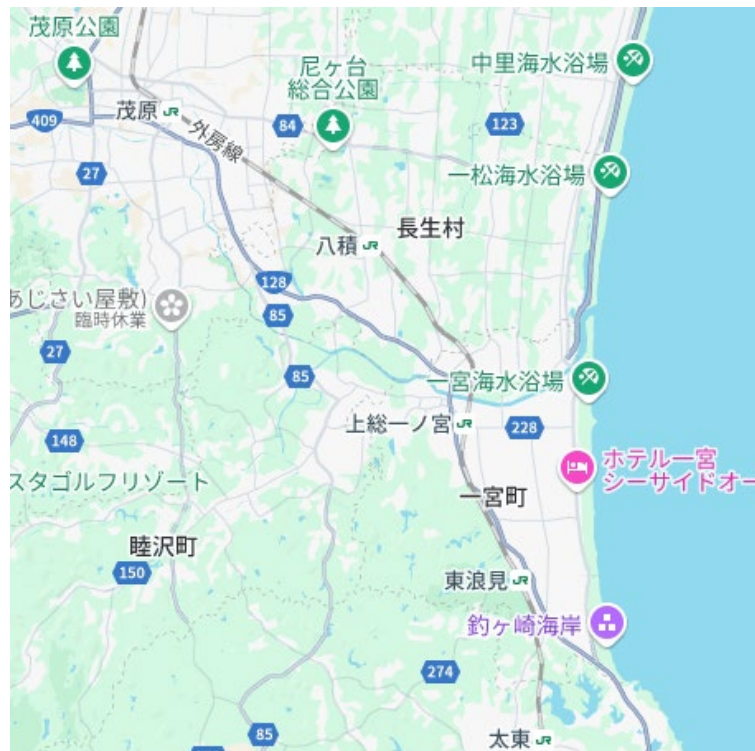 茂原公園
尼ヶ台
総合公園
中里海水浴場
409
茂原 JR
外房線
84
123
27
一松海水浴場
八積 JR
長生村
128
あじさい屋敷)
臨時休業
85
27
85
一宮海水浴場
上総一ノ宮 JR
228
148
ホテル一宮
シーサイドオー
スタゴルフリゾート
一宮町
睦沢町
150
東浪見 JR
釣ヶ崎海岸
274
85
太東 JR